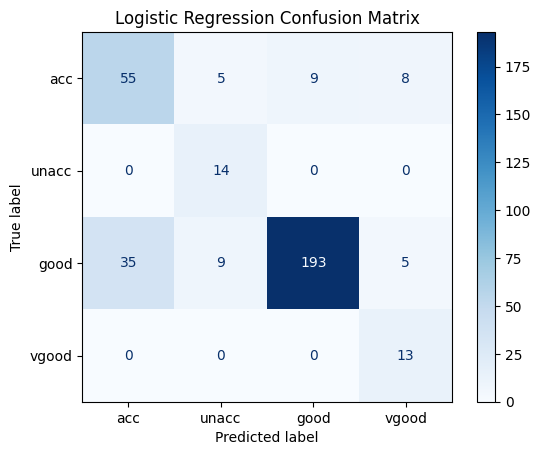 Logistic Regression Confusion Matrix
acc 55 5 9 8
unacc 0 14 0 0
good 35 9 193 5
vgood 0 0 0 13
acc unacc good vgood
Predicted label
True label
175
150
125
100
75
50
25
0